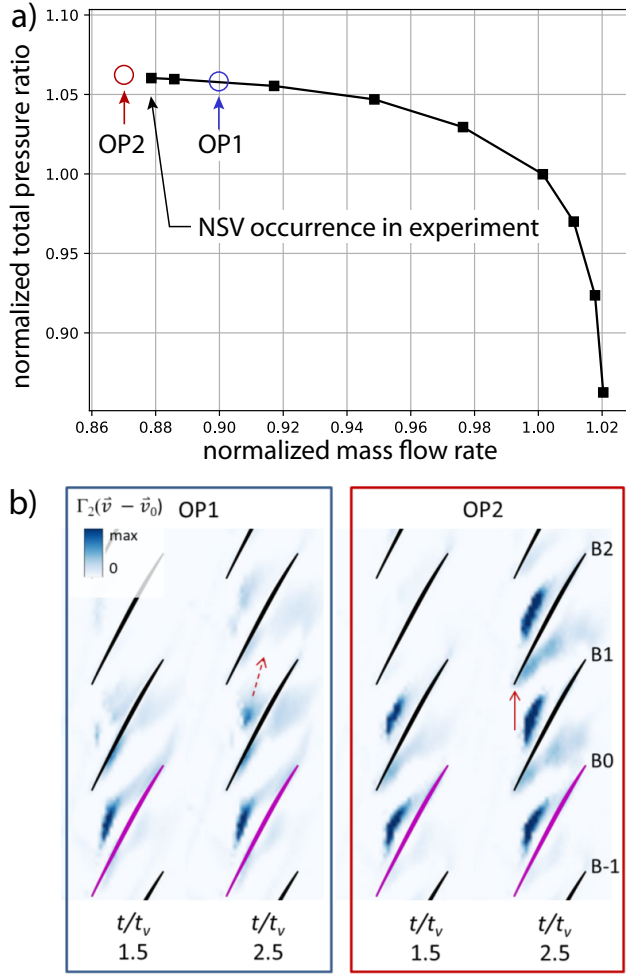 a)
normalized total pressure ratio
1.05
1.00
0.95
0.90
OP2
OP1
NSV occurrence in experiment
0.86 0.88 0.90 0.92 0.94 0.96 0.98 1.00 1.02
normalized mass flow rate
b)
Γ₂(v⃗ − v⃗₀)
max
0
OP1
OP2
B2
B1
B0
B-1
t/tᵥ t/tᵥ t/tᵥ t/tᵥ
1.5 2.5 1.5 2.5